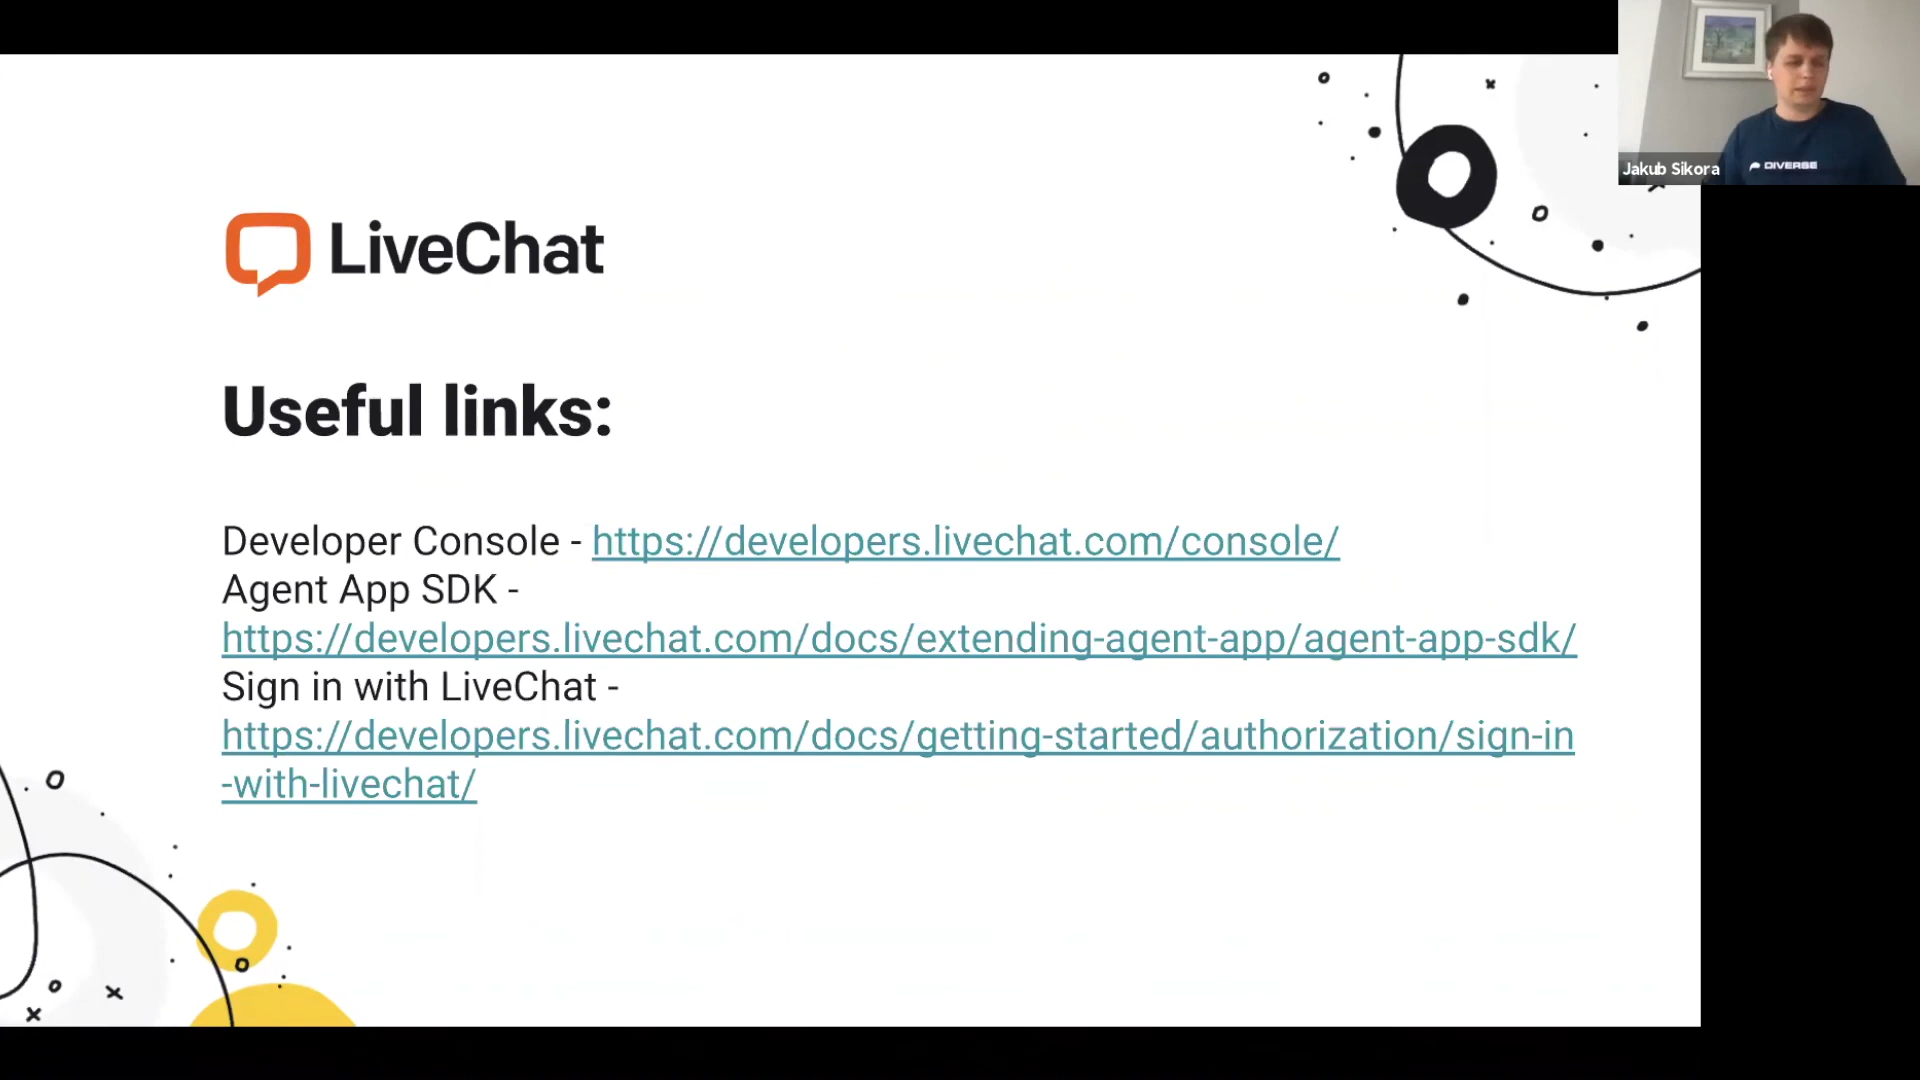 LiveChat
Useful links:
Developer Console - https://developers.livechat.com/console/
Agent App SDK -
https://developers.livechat.com/docs/extending-agent-app/agent-app-sdk/
Sign in with LiveChat -
https://developers.livechat.com/docs/getting-started/authorization/sign-in
-with-livechat/
Jakub Sikora
DIVERSE